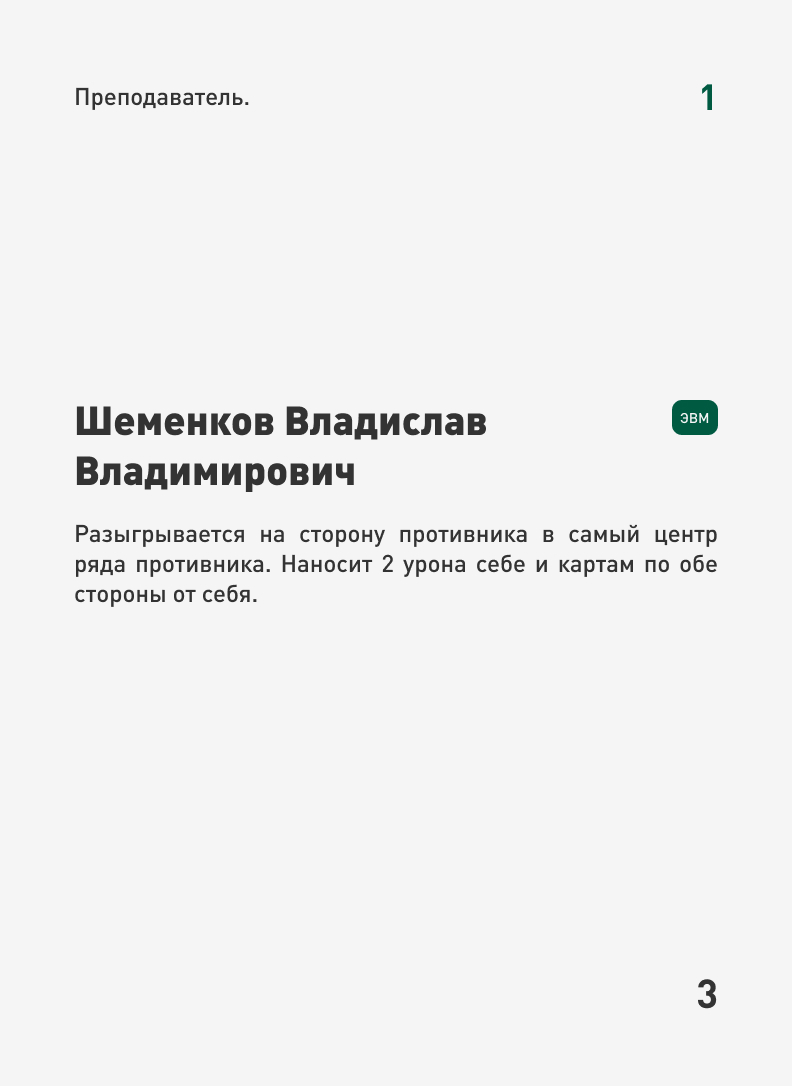 Преподаватель.
1
Шеменков Владислав
Владимирович
ЭВМ
Разыгрывается на сторону противника в самый центр
ряда противника. Наносит 2 урона себе и картам по обе
стороны от себя.
3